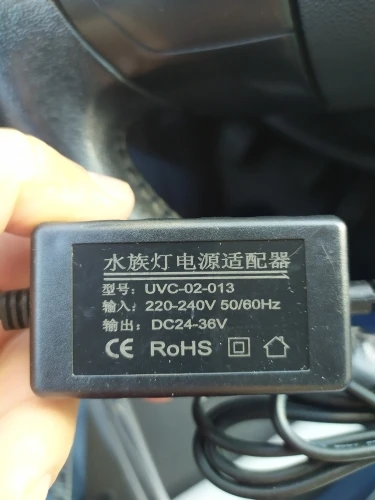 水族灯电源适配器
型号：UVC-02-013
输入：220-240V 50/60Hz
输出：DC24-36V
CE RoHS